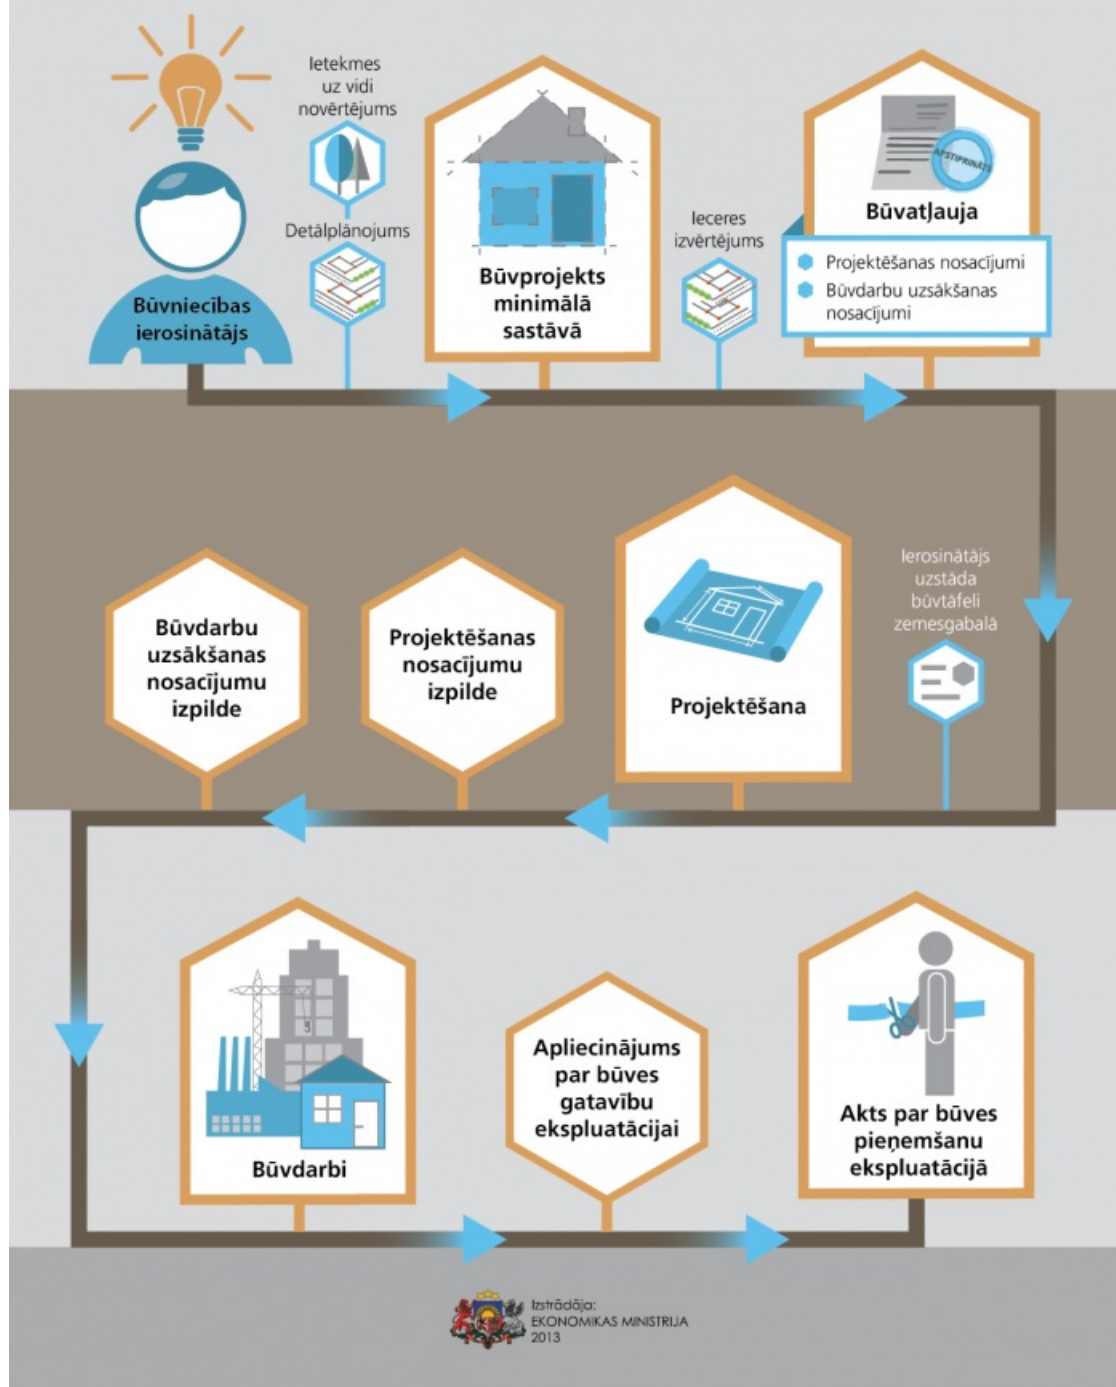 Ietekmes
uz vidi
novērtējums
Detālplānojums
Būvniecības
ierosinātājs
Būvprojekts
minimālā
sastāvā
Ieceres
izvērtējums
APSTIPRINĀTS
Būvatļauja
Projektēšanas nosacījumi
Būvdarbu uzsākšanas
nosacījumi
Ierosinātājs
uzstāda
būvtāfeli
zemesgabalā
Projektēšana
Projektēšanas
nosacījumu
izpilde
Būvdarbu
uzsākšanas
nosacījumu
izpilde
Būvdarbi
Apliecinājums
par būves
gatavību
ekspluatācijai
Akts par būves
pieņemšanu
ekspluatācijā
Izstrādāja:
EKONOMIKAS MINISTRIJA
2013